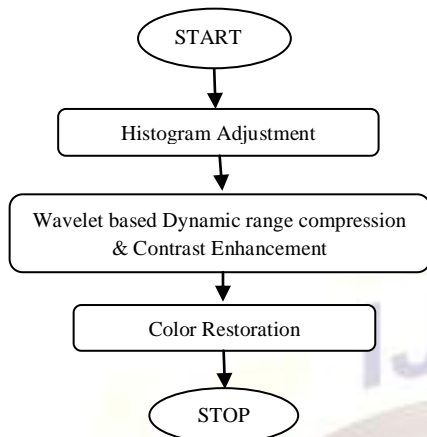 START
Histogram Adjustment
Wavelet based Dynamic range compression
& Contrast Enhancement
Color Restoration
STOP